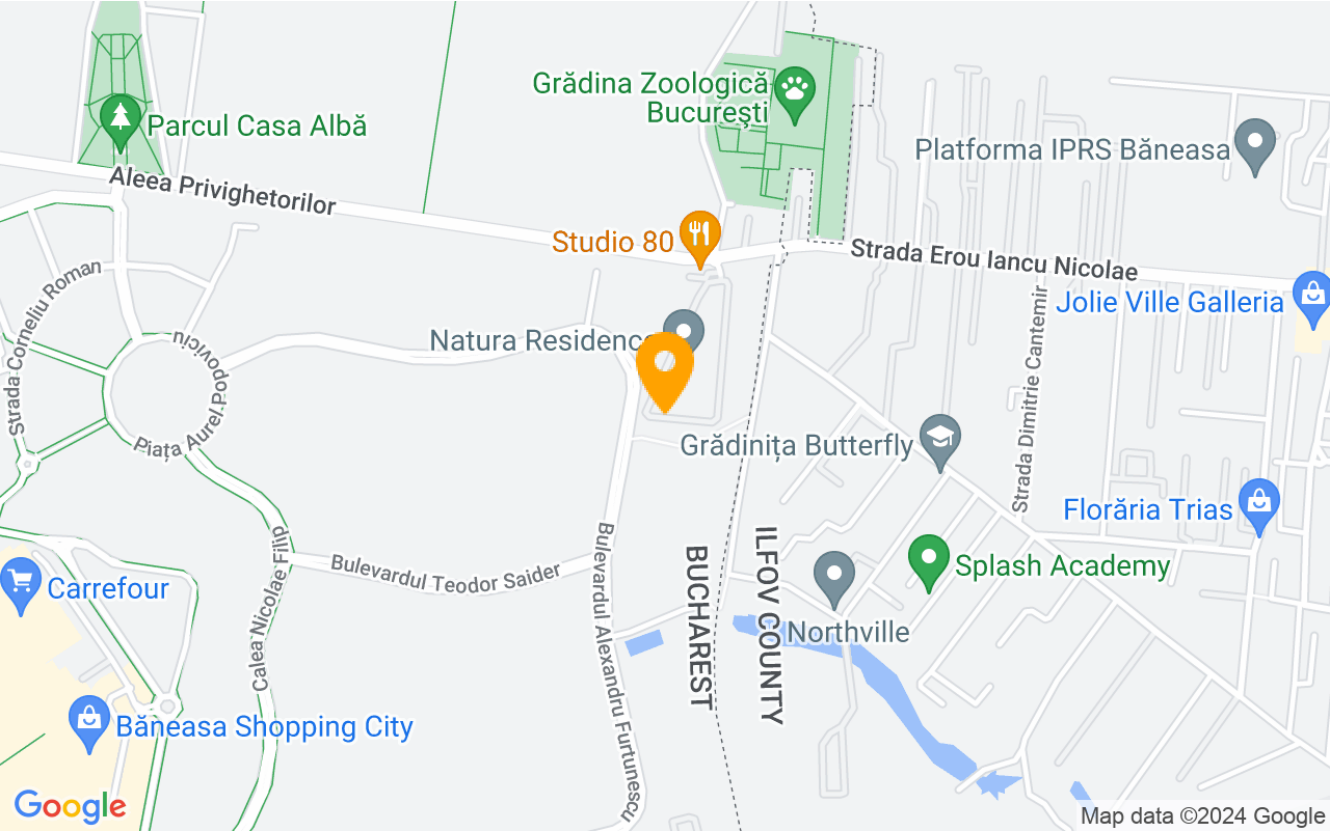 Grădina Zoologică
București
Parcul Casa Albă
Platforma IPRS Băneasa
Aleea Privighetorilor
Studio 80
Strada Erou Iancu Nicolae
Jolie Ville Galleria
Strada Corneliu Roman
Natura Residence
Piața Aurel Popoviciu
Strada Dimitrie Cantemir
Grădinița Butterfly
Florăria Trias
Bulevardul Teodor Saider
Calea Nicolae Filip
Bulevardul Alexandru Furtunescu
BUCHAREST
ILFOV COUNTY
Splash Academy
Carrefour
Northville
Băneasa Shopping City
Google
Map data ©2024 Google